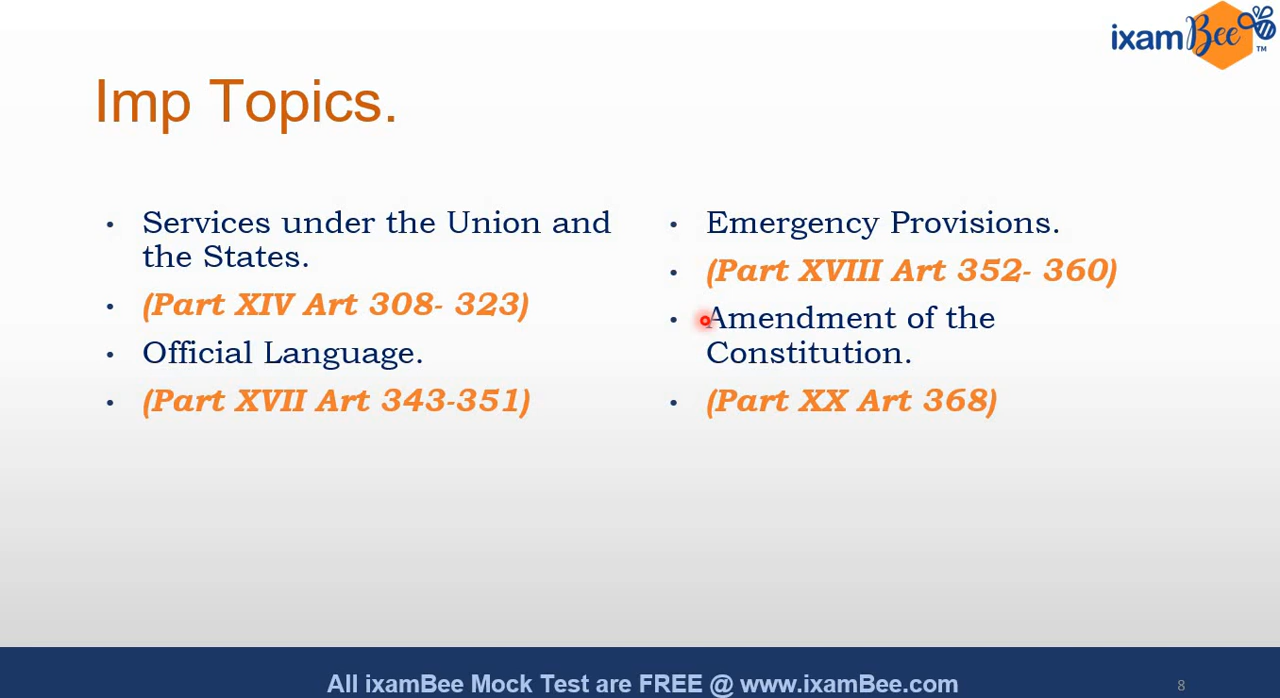 ixamBee
TM
Imp Topics.
• Services under the Union and
the States.
• (Part XIV Art 308- 323)
• Official Language.
• (Part XVII Art 343-351)
• Emergency Provisions.
• (Part XVIII Art 352- 360)
• Amendment of the
Constitution.
• (Part XX Art 368)
All ixamBee Mock Test are FREE @ www.ixamBee.com
8